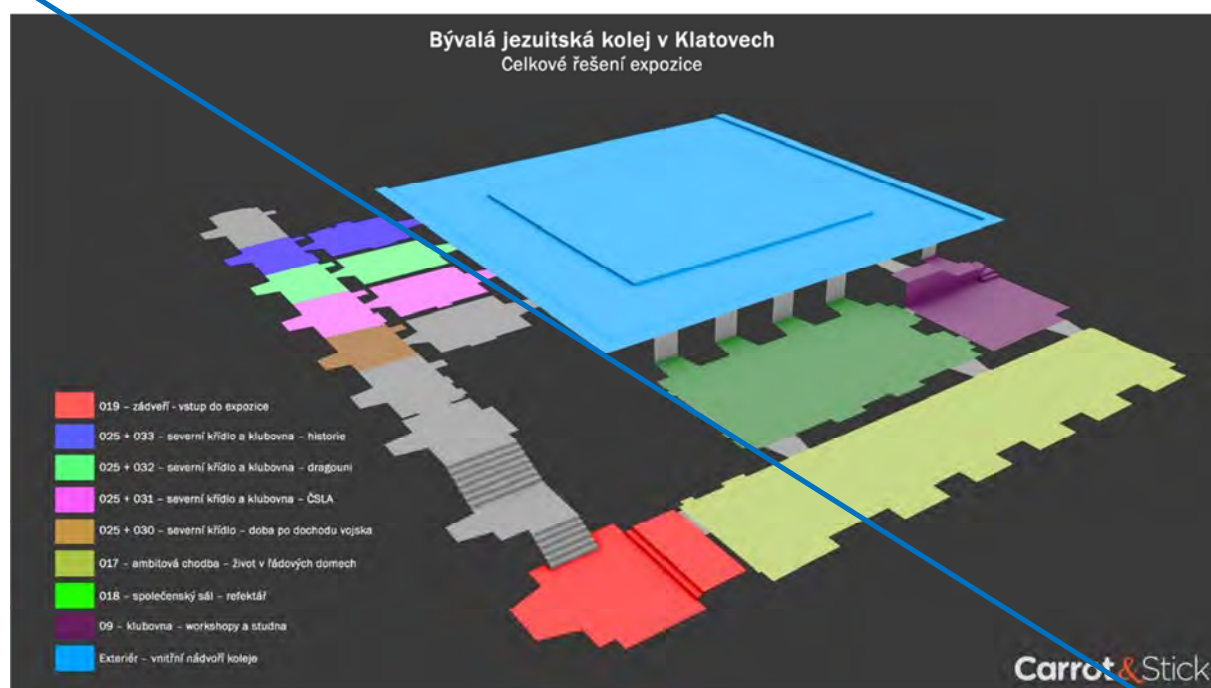 Bývalá jezuitská kolej v Klatovech
Celkové řešení expozice
019 – zádveří - vstup do expozice
025 + 033 – severní křídlo a klubovna – historie
025 + 032 – severní křídlo a klubovna – dragouni
025 + 031 – severní křídlo a klubovna – ČSLA
025 + 030 – severní křídlo – doba po dochodu vojska
017 – ambitová chodba – život v řádových domech
018 – společenský sál – refektář
09 – klubovna – workshopy a studna
Exteriér – vnitřní nádvoří koleje
Carrot&Stick